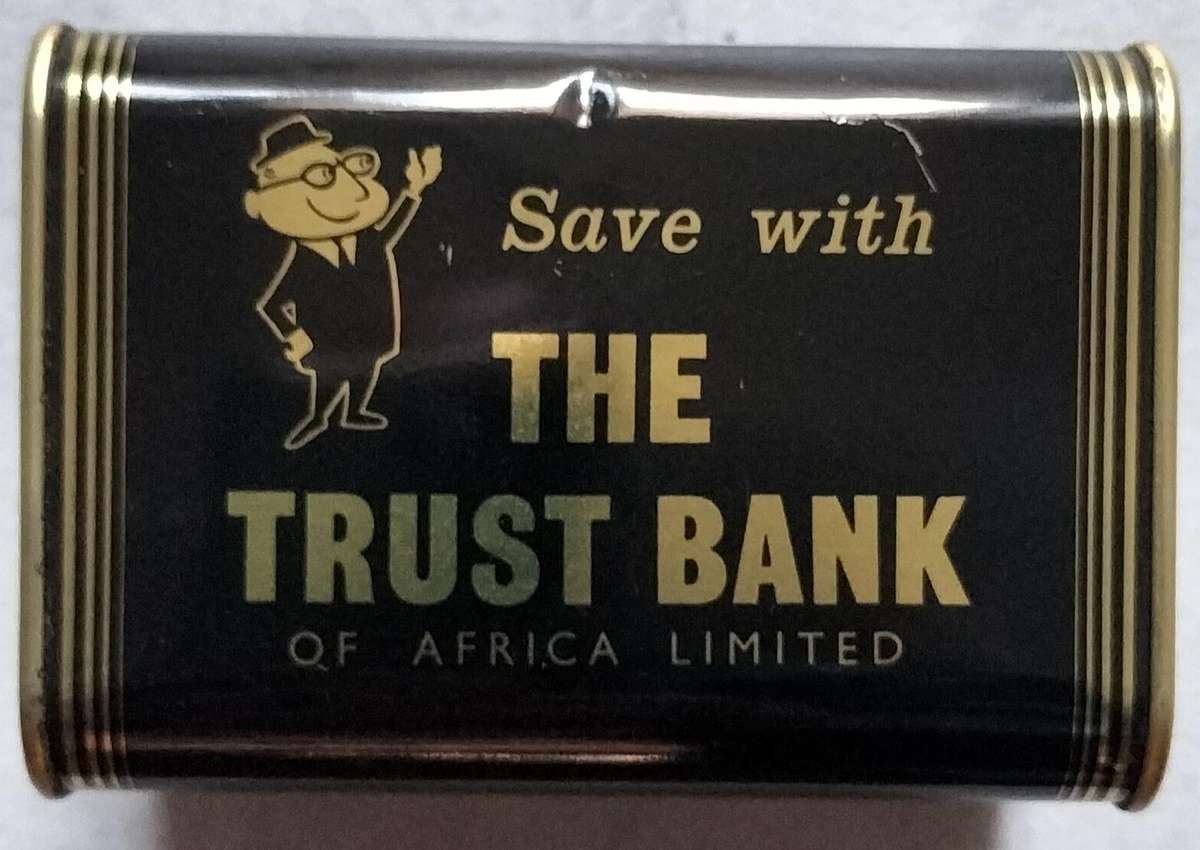 Save with
THE
TRUST BANK
OF AFRICA LIMITED